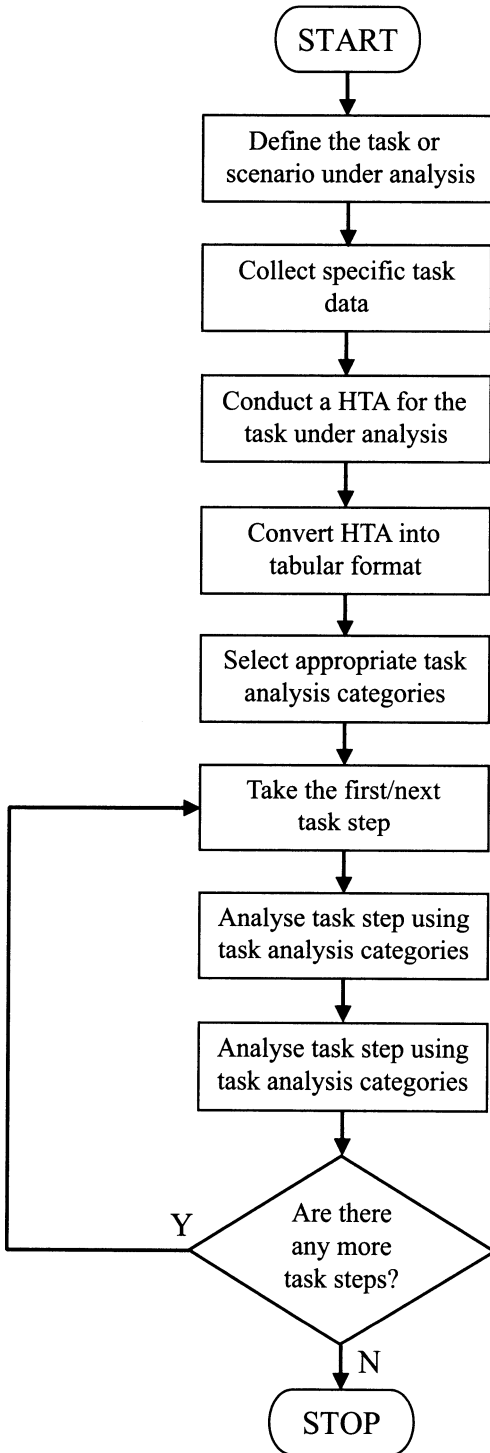 START
Define the task or
scenario under analysis
Collect specific task
data
Conduct a HTA for the
task under analysis
Convert HTA into
tabular format
Select appropriate task
analysis categories
Take the first/next
task step
Analyse task step using
task analysis categories
Analyse task step using
task analysis categories
Are there
any more
task steps?
Y
N
STOP